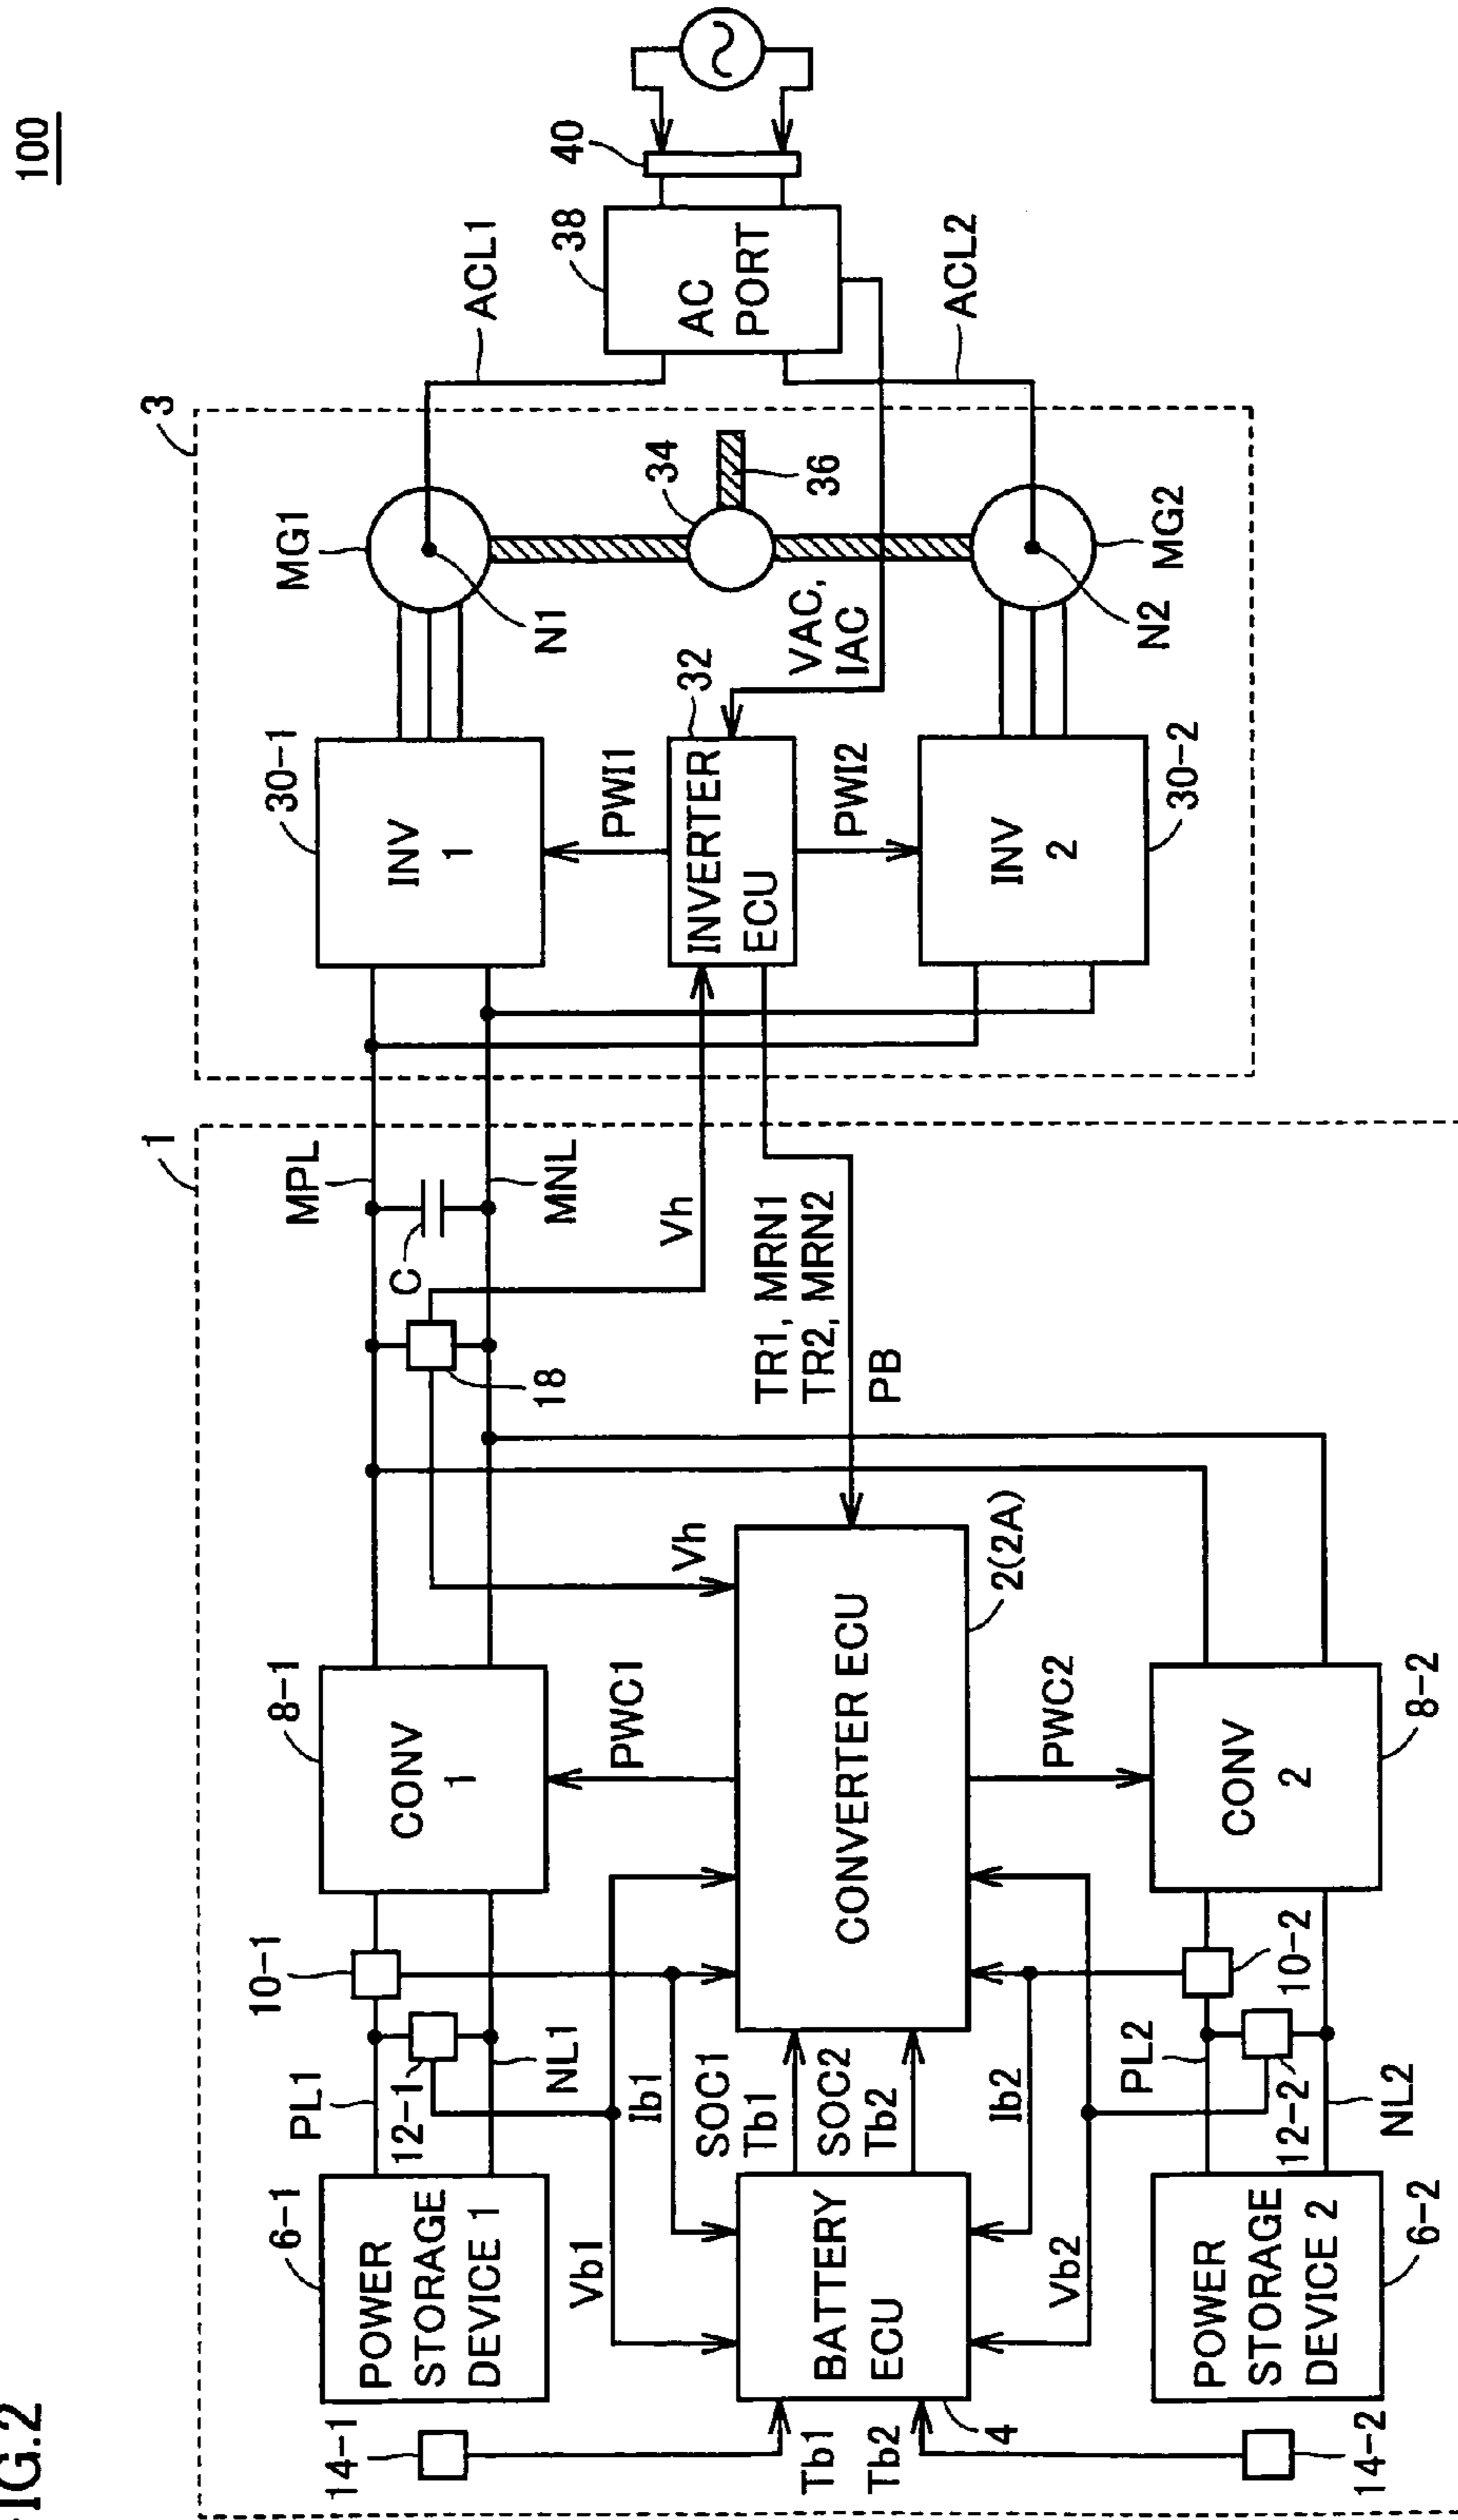 FIG.2
100
1
3
14-1
6-1
POWER
STORAGE
DEVICE 1
PL1
12-1
NL1
10-1
8-1
CONV
1
MPL
C
MNL
18
30-1
INV
1
MG1
N1
ACL1
38
AC
PORT
40
Vb1
Ib1
PWC1
Vh
Vh
PWI1
32
INVERTER
ECU
34
36
VAC,
IAC
Tb1
Tb2
BATTERY
ECU
4
SOC1
Tb1
SOC2
Tb2
CONVERTER ECU
2(2A)
TR1, MRN1
TR2, MRN2
PB
PWI2
Vb2
Ib2
PWC2
14-2
POWER
STORAGE
DEVICE 2
6-2
PL2
12-2
NL2
10-2
CONV
2
8-2
INV
2
30-2
N2
MG2
ACL2